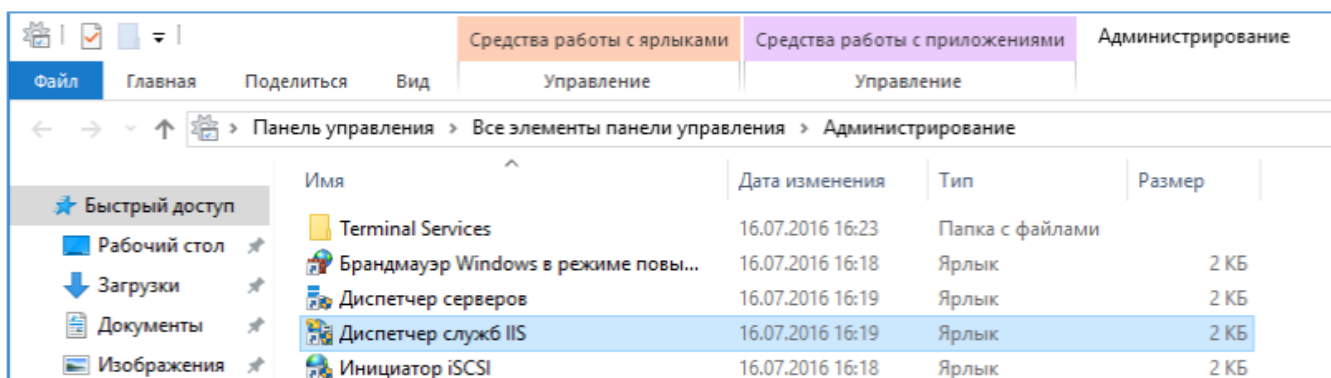 Средства работы с ярлыками Средства работы с приложениями Администрирование
Файл Главная Поделиться Вид Управление Управление
Панель управления > Все элементы панели управления > Администрирование
Имя Дата изменения Тип Размер
Быстрый доступ
Terminal Services 16.07.2016 16:23 Папка с файлами
Рабочий стол
Брандмауэр Windows в режиме повы... 16.07.2016 16:18 Ярлык 2 КБ
Загрузки
Диспетчер серверов 16.07.2016 16:19 Ярлык 2 КБ
Документы
Диспетчер служб IIS 16.07.2016 16:19 Ярлык 2 КБ
Изображения
Инициатор iSCSI 16.07.2016 16:18 Ярлык 2 КБ